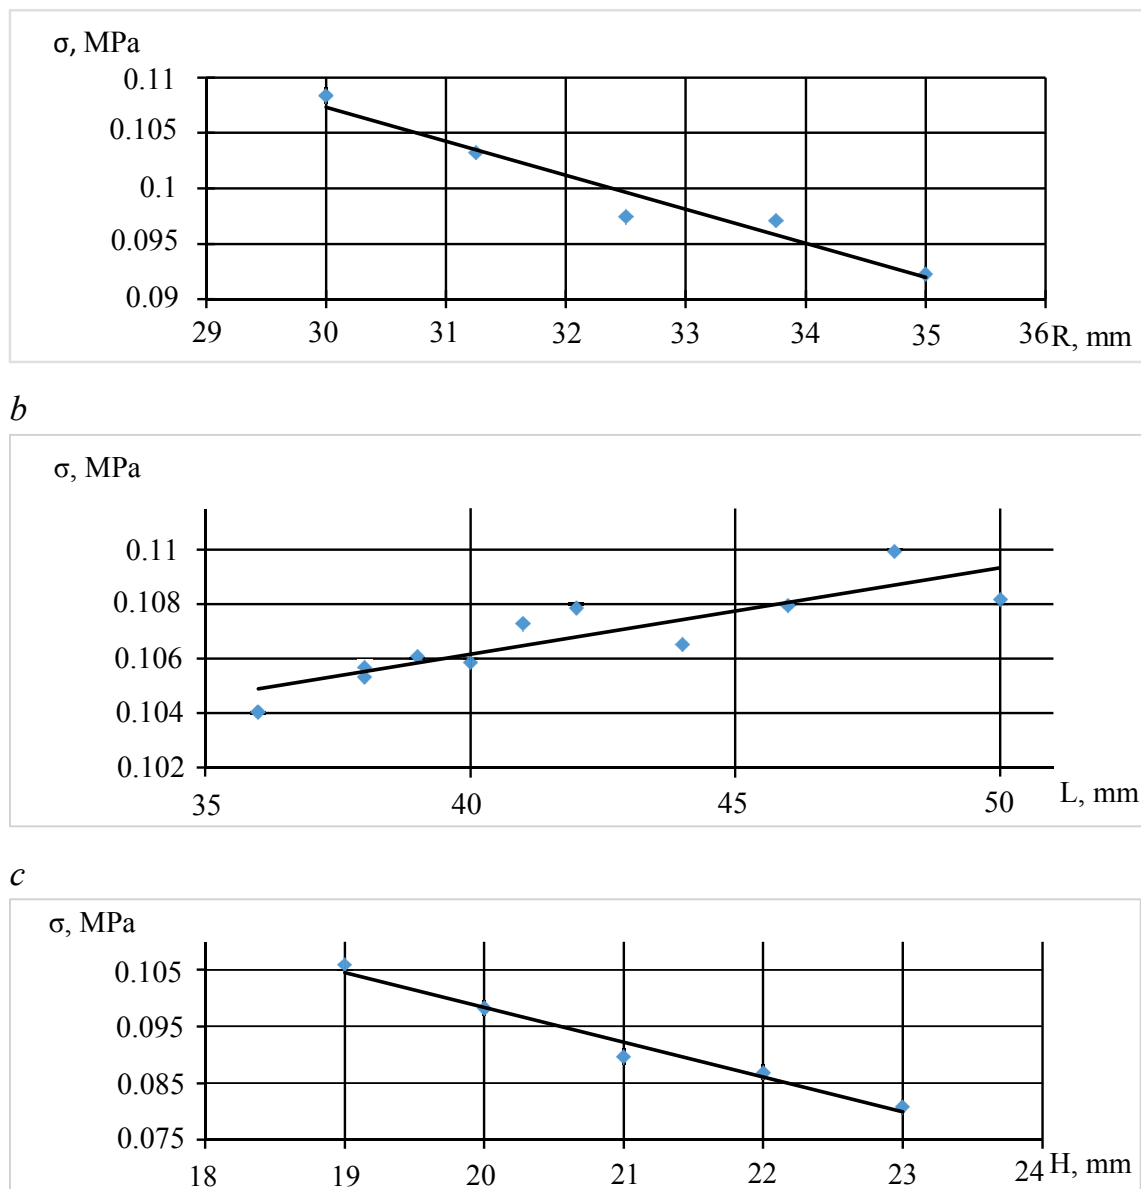 σ, MPa
0.11
0.105
0.1
0.095
0.09
29 30 31 32 33 34 35 36 R, mm
b
σ, MPa
0.11
0.108
0.106
0.104
0.102
35 40 45 50 L, mm
c
σ, MPa
0.105
0.095
0.085
0.075
18 19 20 21 22 23 24 H, mm